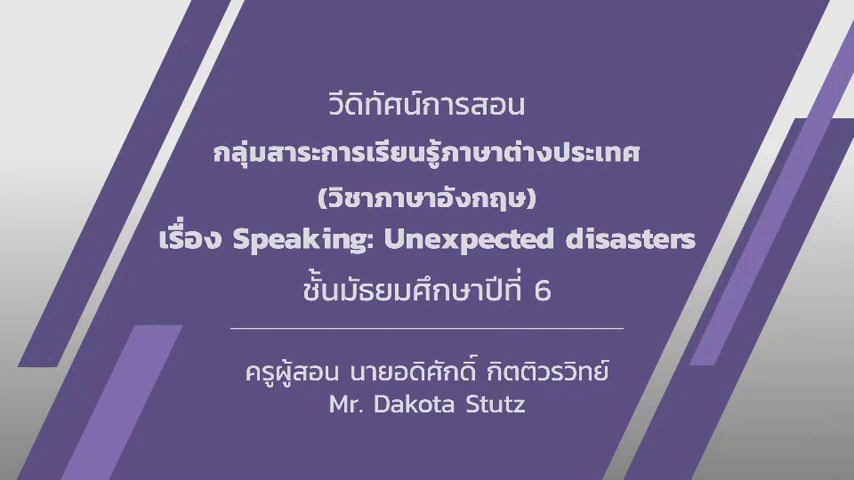 วีดิทัศน์การสอน
กลุ่มสาระการเรียนรู้ภาษาต่างประเทศ
(วิชาภาษาอังกฤษ)
เรื่อง Speaking: Unexpected disasters
ชั้นมัธยมศึกษาปีที่ 6
ครูผู้สอน นายอดิศักดิ์ กิตติวรวิทย์
Mr. Dakota Stutz